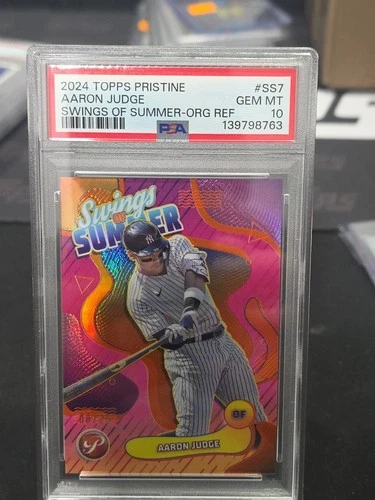 2024 TOPPS PRISTINE #SS7
AARON JUDGE GEM MT
SWINGS OF SUMMER-ORG REF 10
PSA 139798763
Swings
OF
SUMMER
NY
OF
P
AARON JUDGE